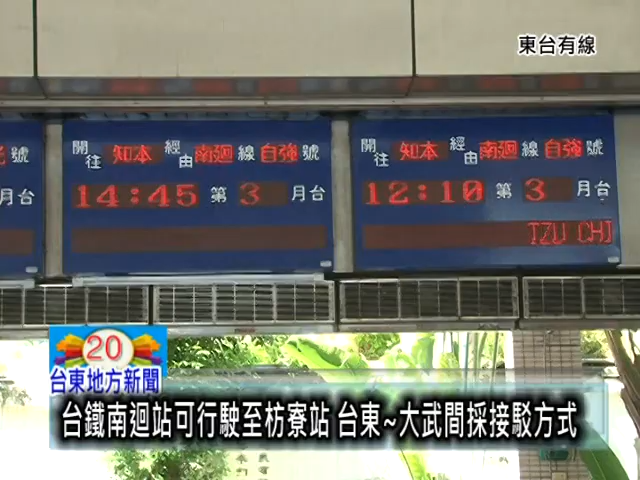 東台有線
號
月台
開往 知本 經由 南迴 線 自強 號
14:45 第 3 月台
開往 知本 經由 南迴 線 自強 號
12:10 第 3 月台
TZU CHI
20
台東地方新聞
台鐵南迴站可行駛至枋寮站 台東~大武間採接駁方式